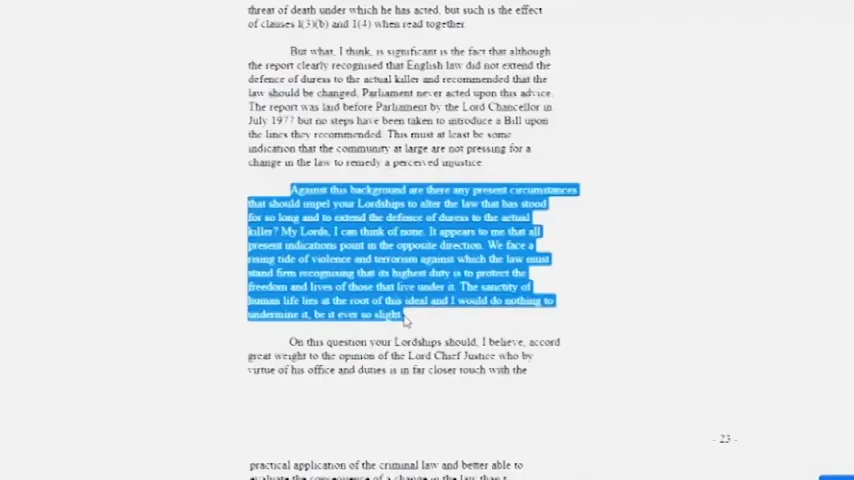 threat of death under which he has acted, but such is the effect
of clauses 1(3)(b) and 1(4) when read together.
But what, I think, is significant is the fact that although
the report clearly recognised that English law did not extend the
defence of duress to the actual killer and recommended that the
law should be changed, Parliament never acted upon this advice.
The report was laid before Parliament by the Lord Chancellor in
July 1977 but no steps have been taken to introduce a Bill upon
the lines they recommended. This must at least be some
indication that the community at large are not pressing for a
change in the law to remedy a perceived injustice.
Against this background are there any present circumstances
that should impel your Lordships to alter the law that has stood
for so long and to extend the defence of duress to the actual
killer? My Lords, I can think of none. It appears to me that all
present indications point in the opposite direction. We face a
rising tide of violence and terrorism against which the law must
stand firm recognising that its highest duty is to protect the
freedom and lives of those that live under it. The sanctity of
human life lies at the root of this ideal and I would do nothing to
undermine it, be it ever so slight.
On this question your Lordships should, I believe, accord
great weight to the opinion of the Lord Chief Justice who by
virtue of his office and duties is in far closer touch with the
- 23 -
practical application of the criminal law and better able to
evaluate the consequence of a change in the law than